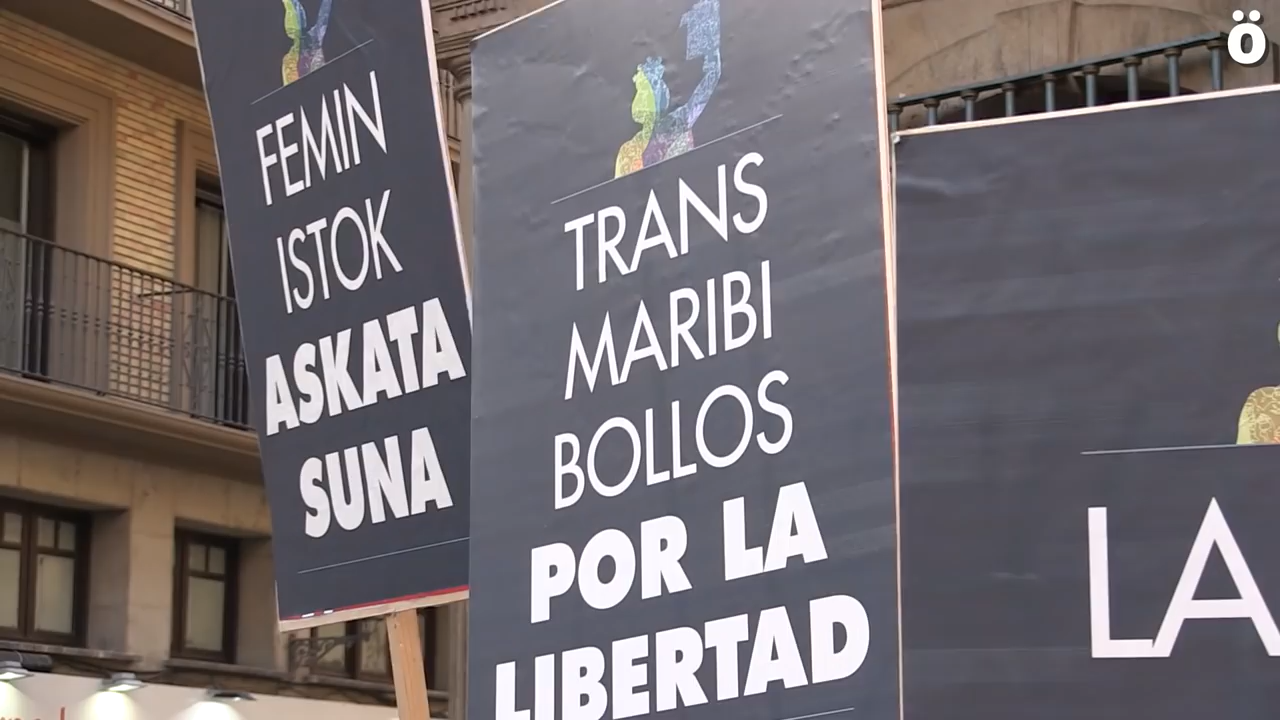 FEMIN
ISTOK
ASKATA
SUNA
TRANS
MARIBI
BOLLOS
POR LA
LIBERTAD
LA
ö